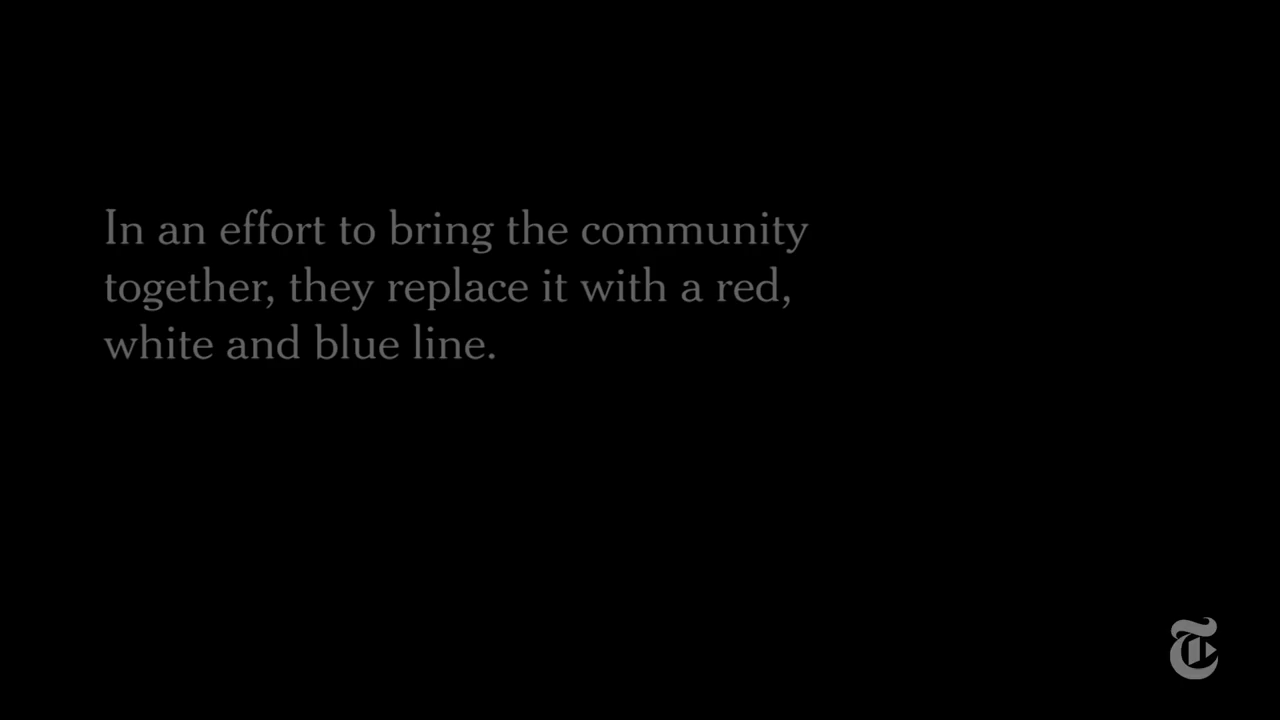 In an effort to bring the community
together, they replace it with a red,
white and blue line.
T